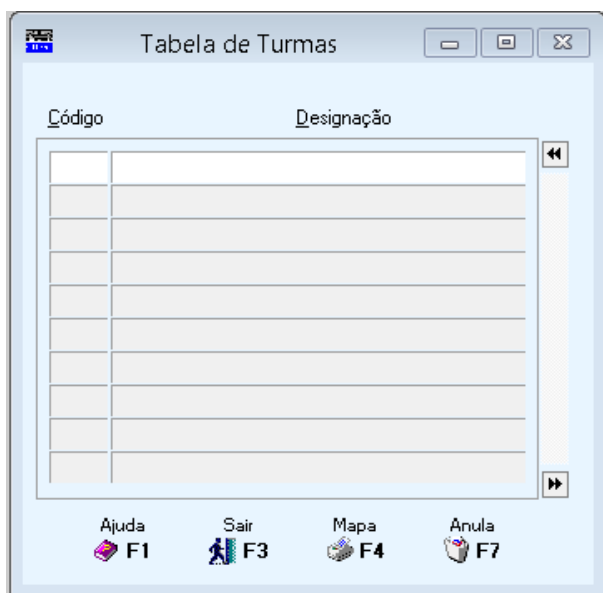 Tabela de Turmas
Código Designação
Ajuda Sair Mapa Anula
F1 F3 F4 F7